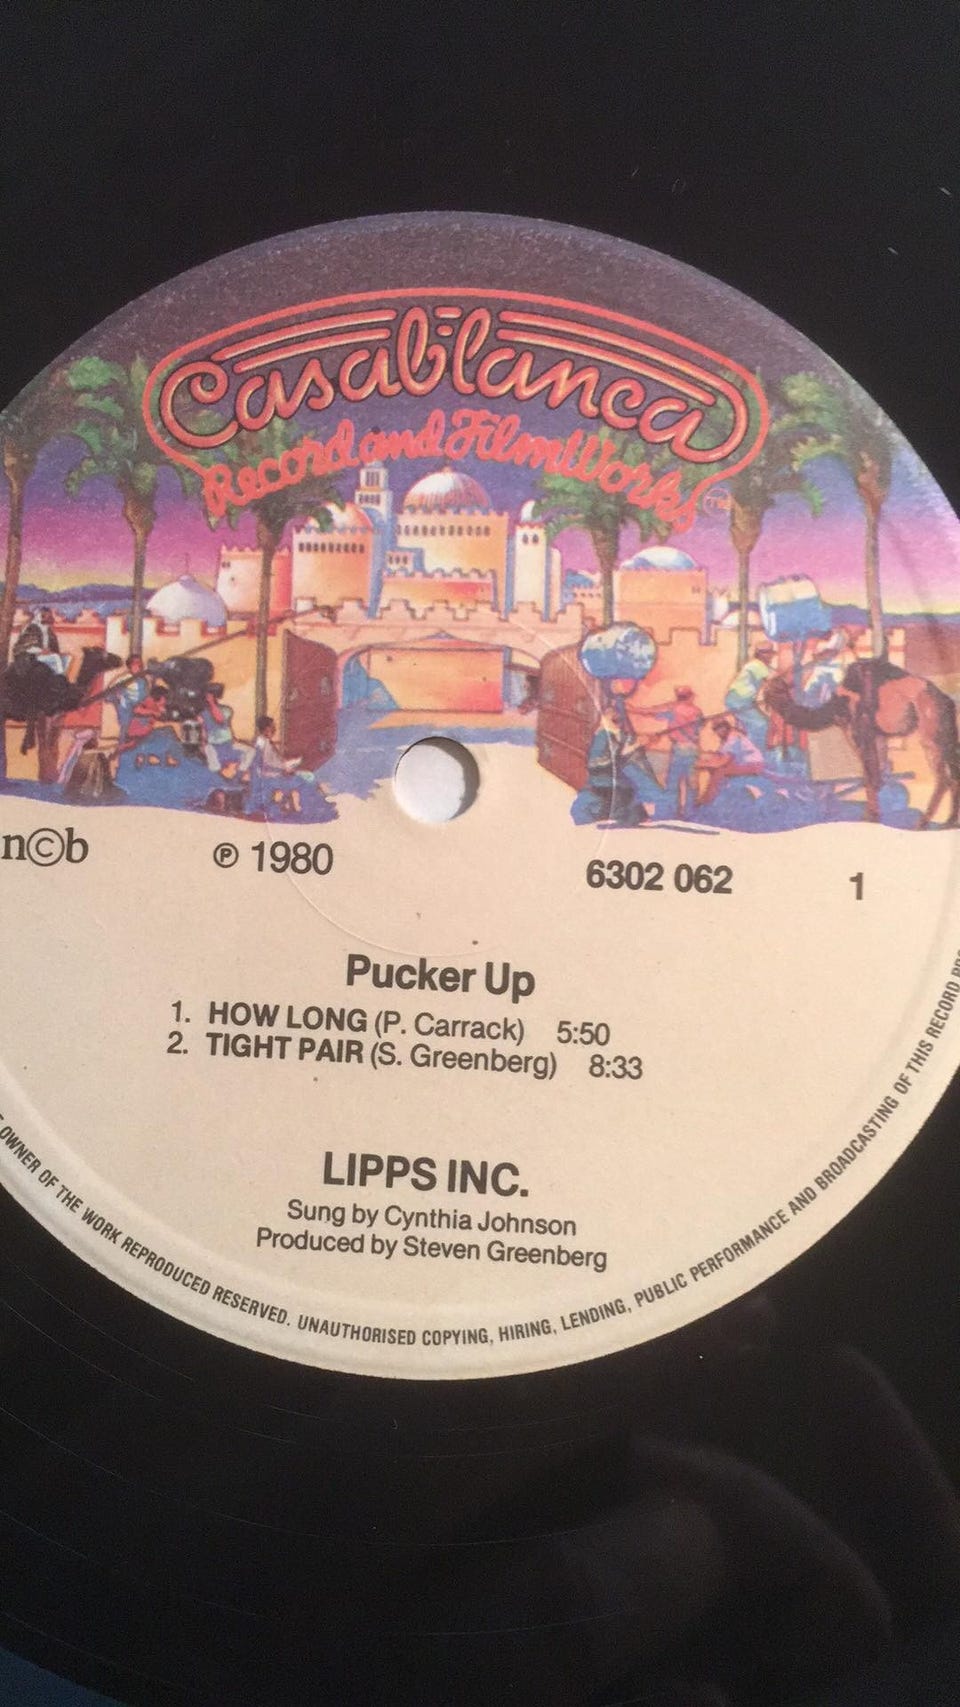 Casablanca
Record and FilmWorks
TM
n©b
℗ 1980
6302 062
1
Pucker Up
1. HOW LONG (P. Carrack) 5:50
2. TIGHT PAIR (S. Greenberg) 8:33
LIPPS INC.
Sung by Cynthia Johnson
Produced by Steven Greenberg
OWNER OF THE WORK REPRODUCED RESERVED. UNAUTHORISED COPYING, HIRING, LENDING, PUBLIC PERFORMANCE AND BROADCASTING OF THIS RECORD